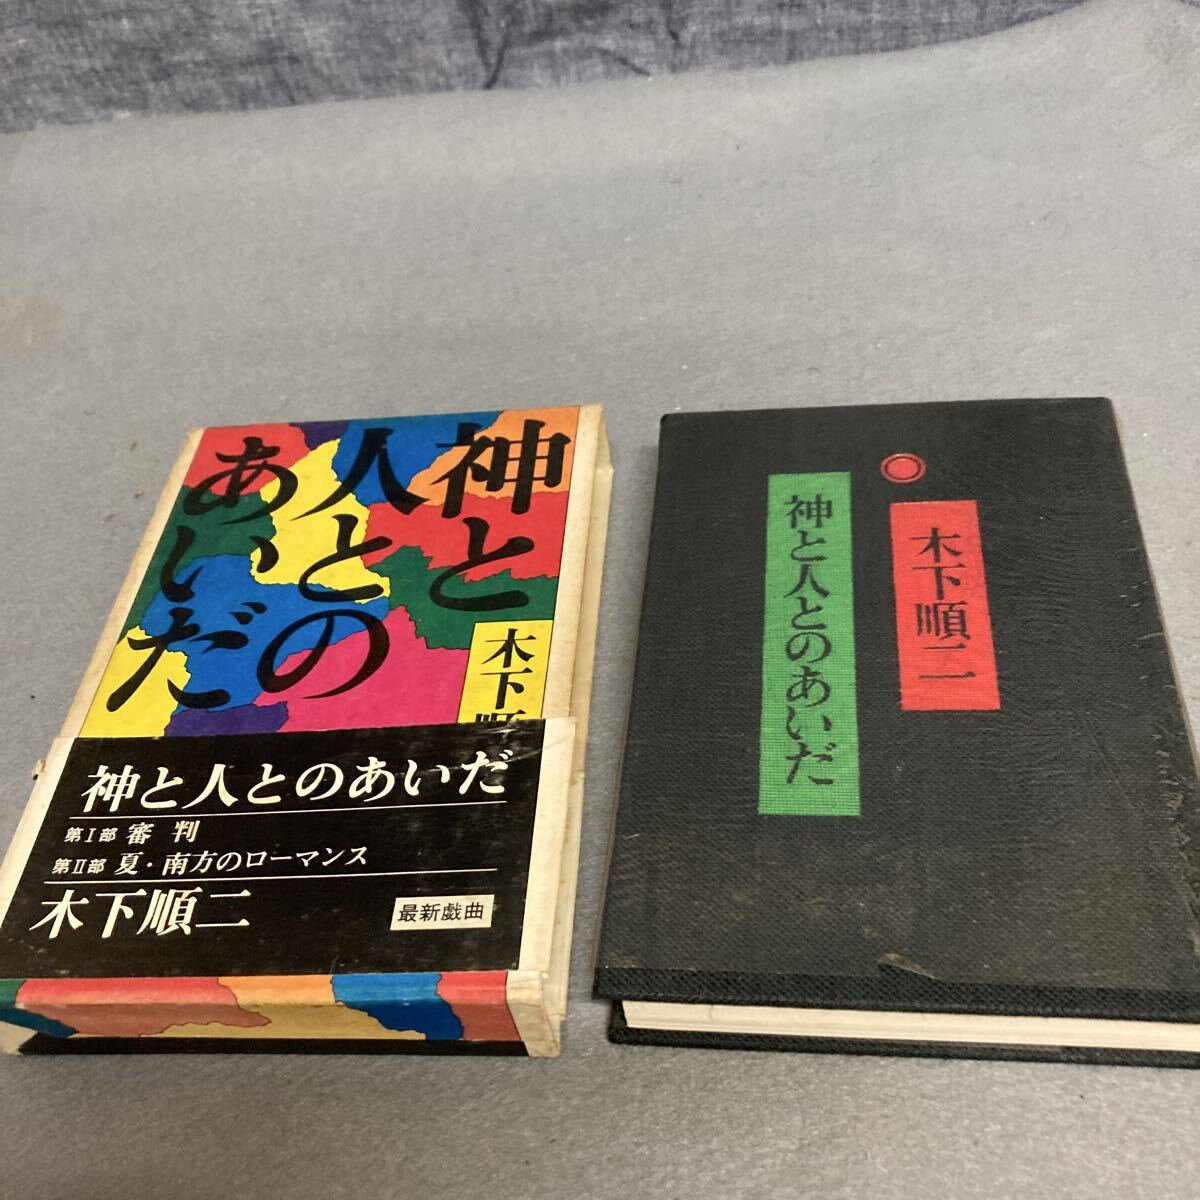 神と
人との
あいだ
木下順
神と人とのあいだ
第Ⅰ部 審判
第Ⅱ部 夏・南方のローマンス
木下順二
最新戯曲
木下順二
神と人とのあいだ